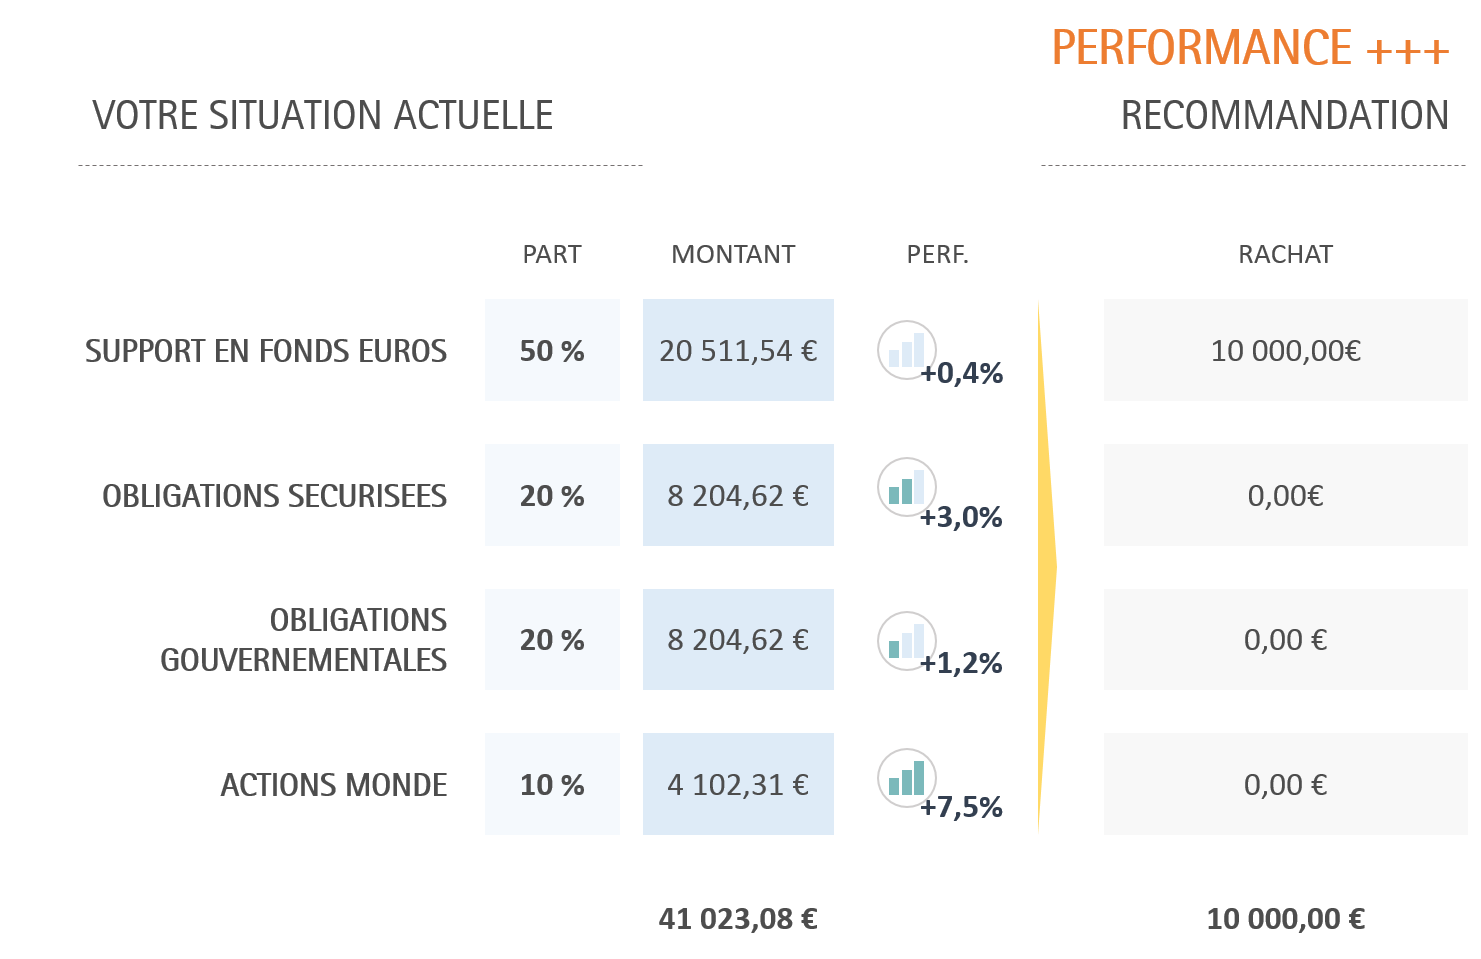 PERFORMANCE +++
VOTRE SITUATION ACTUELLE
RECOMMANDATION
PART MONTANT PERF. RACHAT
SUPPORT EN FONDS EUROS 50 % 20 511,54 € +0,4% 10 000,00€
OBLIGATIONS SECURISEES 20 % 8 204,62 € +3,0% 0,00€
OBLIGATIONS
GOUVERNEMENTALES 20 % 8 204,62 € +1,2% 0,00 €
ACTIONS MONDE 10 % 4 102,31 € +7,5% 0,00 €
41 023,08 € 10 000,00 €